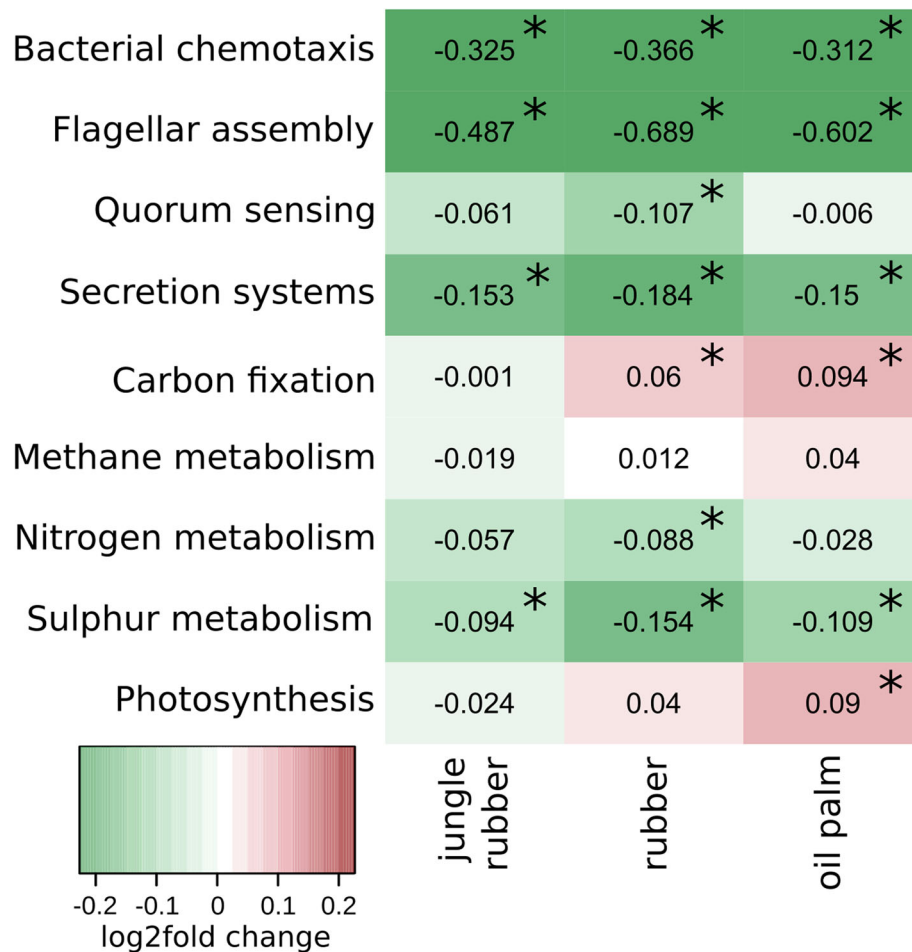 Bacterial chemotaxis -0.325 * -0.366 * -0.312 *
Flagellar assembly -0.487 * -0.689 * -0.602 *
Quorum sensing -0.061 -0.107 * -0.006
Secretion systems -0.153 * -0.184 * -0.15 *
Carbon fixation -0.001 0.06 * 0.094 *
Methane metabolism -0.019 0.012 0.04
Nitrogen metabolism -0.057 -0.088 * -0.028
Sulphur metabolism -0.094 * -0.154 * -0.109 *
Photosynthesis -0.024 0.04 0.09 *
jungle
rubber
rubber
oil palm
-0.2 -0.1 0 0.1 0.2
log2fold change